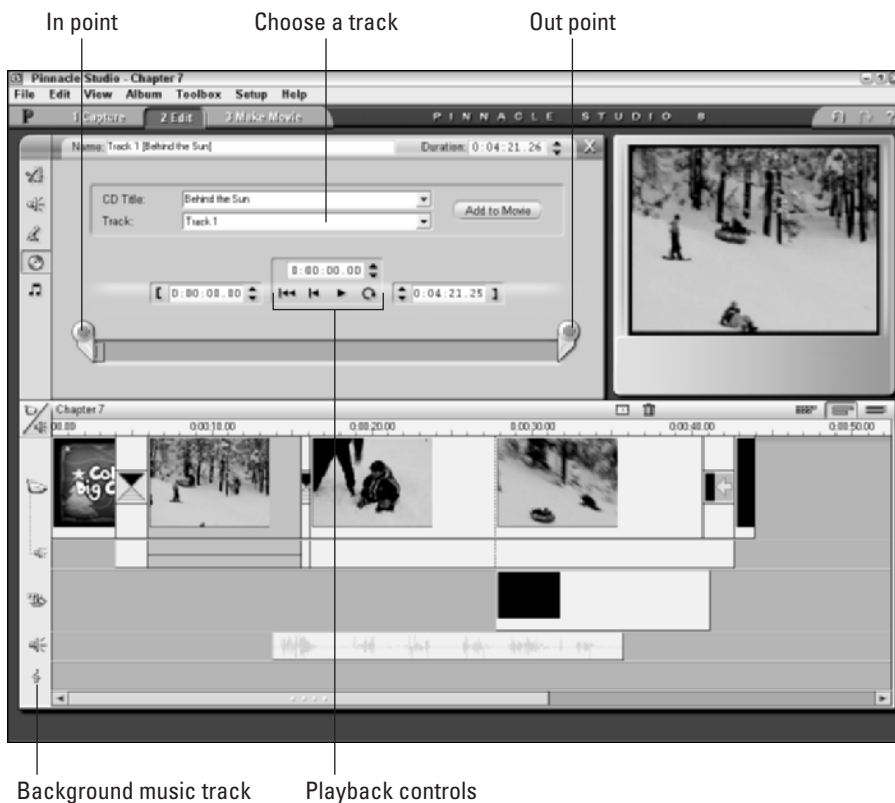 In point Choose a track Out point
Pinnacle Studio - Chapter 7
File Edit View Album Toolbox Setup Help
P 1 Capture 2 Edit 3 Make Movie PINNACLE STUDIO 8 ?
Name: Track 1 [Behind the Sun] Duration: 0:04:21.26 X
CD Title: Behind the Sun
Track: Track 1
Add to Movie
0:00:00.00
[ 0:00:00.00 0:04:21.25 ]
Chapter 7
00.00 0:00:10.00 0:00:20.00 0:00:30.00 0:00:40.00 0:00:50.00
Big C
Background music track Playback controls